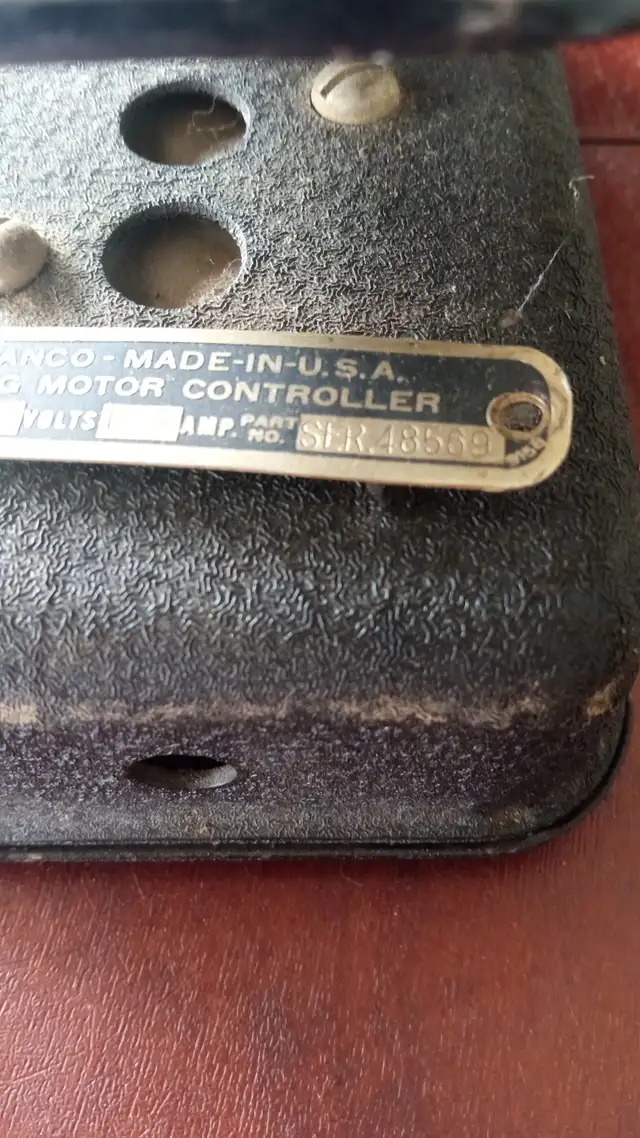 ANCO - MADE-IN-U.S.A.
G MOTOR CONTROLLER
VOLTS AMP. PART NO. SER.48569